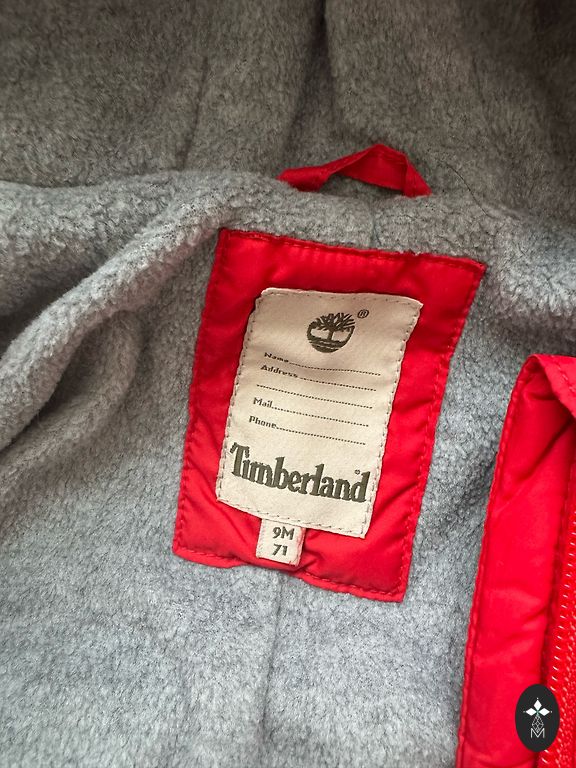 ®
Name
Address
Mail
Phone
Timberland®
9M
71